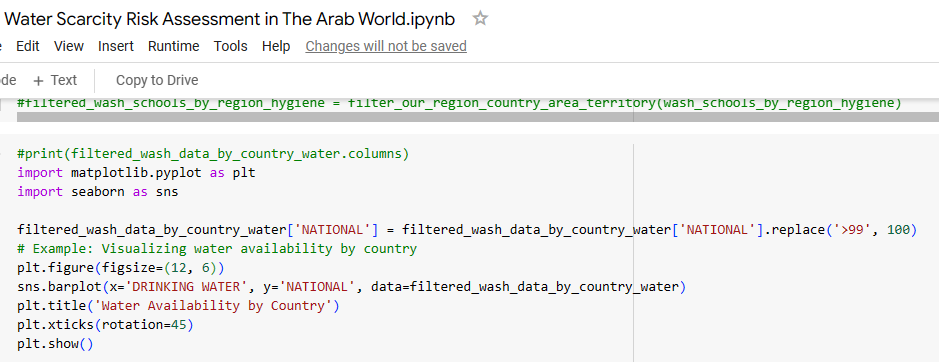 Water Scarcity Risk Assessment in The Arab World.ipynb
Edit View Insert Runtime Tools Help Changes will not be saved
de + Text Copy to Drive
#filtered_wash_schools_by_region_hygiene = filter_our_region_country_area_territory(wash_schools_by_region_hygiene)
#print(filtered_wash_data_by_country_water.columns)
import matplotlib.pyplot as plt
import seaborn as sns
filtered_wash_data_by_country_water['NATIONAL'] = filtered_wash_data_by_country_water['NATIONAL'].replace('>99', 100)
# Example: Visualizing water availability by country
plt.figure(figsize=(12, 6))
sns.barplot(x='DRINKING WATER', y='NATIONAL', data=filtered_wash_data_by_country_water)
plt.title('Water Availability by Country')
plt.xticks(rotation=45)
plt.show()